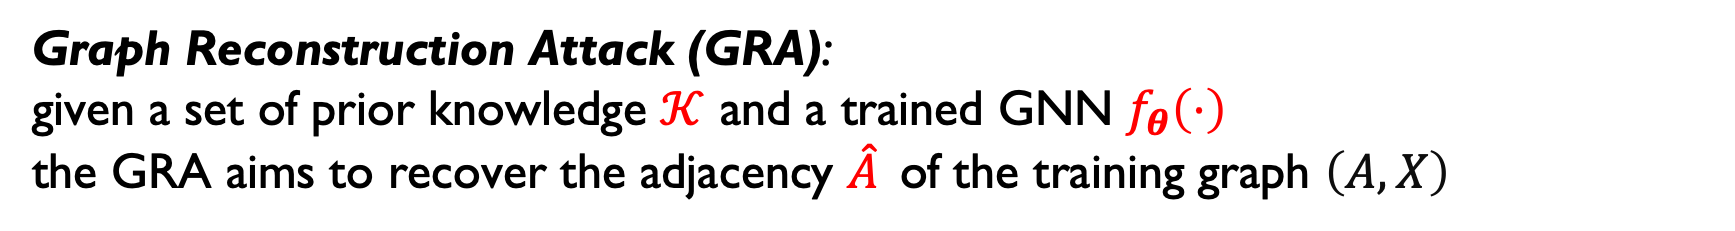 Graph Reconstruction Attack (GRA):
given a set of prior knowledge 𝒦 and a trained GNN f_𝜽(·)
the GRA aims to recover the adjacency Â of the training graph (A, X)